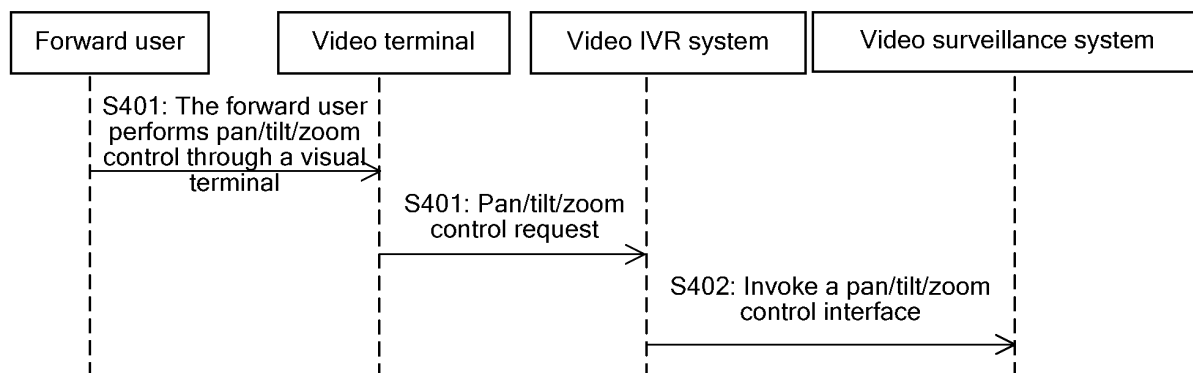 Forward user
Video terminal
Video IVR system
Video surveillance system
S401: The forward user
performs pan/tilt/zoom
control through a visual
terminal
S401: Pan/tilt/zoom
control request
S402: Invoke a pan/tilt/zoom
control interface